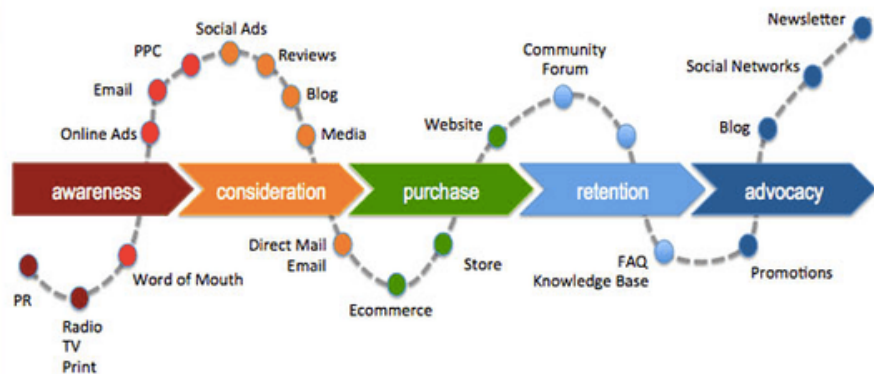 Newsletter
Social Ads
PPC
Reviews
Community
Forum
Social Networks
Email
Blog
Online Ads
Media
Website
Blog
awareness
consideration
purchase
retention
advocacy
PR
Word of Mouth
Direct Mail
Email
Store
FAQ
Knowledge Base
Promotions
Radio
TV
Print
Ecommerce